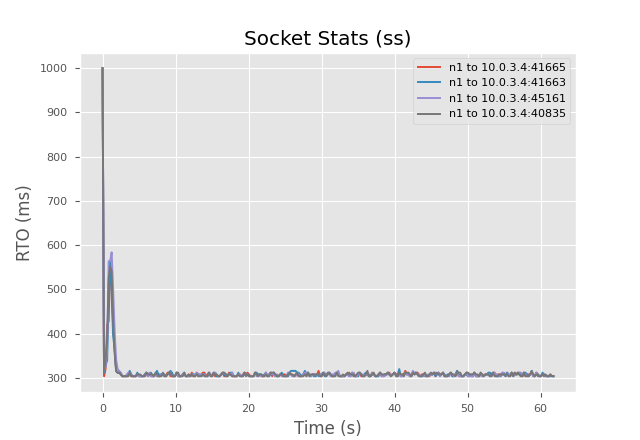 Socket Stats (ss)
n1 to 10.0.3.4:41665
n1 to 10.0.3.4:41663
n1 to 10.0.3.4:45161
n1 to 10.0.3.4:40835
1000
900
800
700
600
500
400
300
RTO (ms)
0 10 20 30 40 50 60
Time (s)